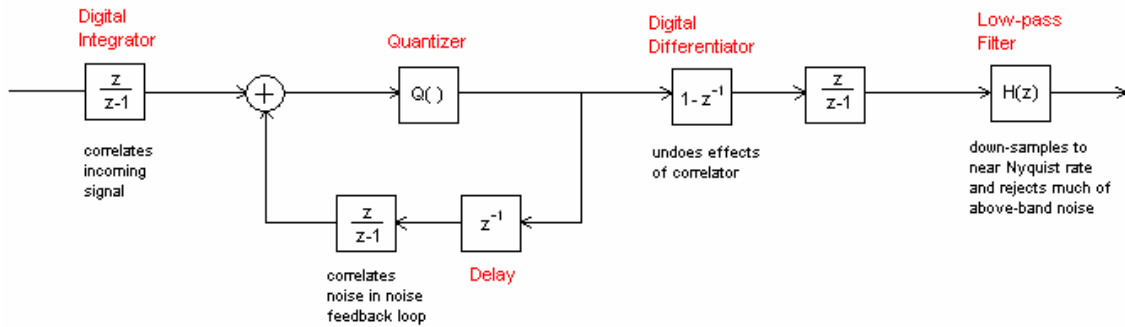 Digital
Integrator
z
z-1
correlates
incoming
signal
+
Quantizer
Q( )
z
z-1
correlates
noise in noise
feedback loop
z⁻¹
Delay
Digital
Differentiator
1 - z⁻¹
undoes effects
of correlator
z
z-1
Low-pass
Filter
H(z)
down-samples to
near Nyquist rate
and rejects much of
above-band noise